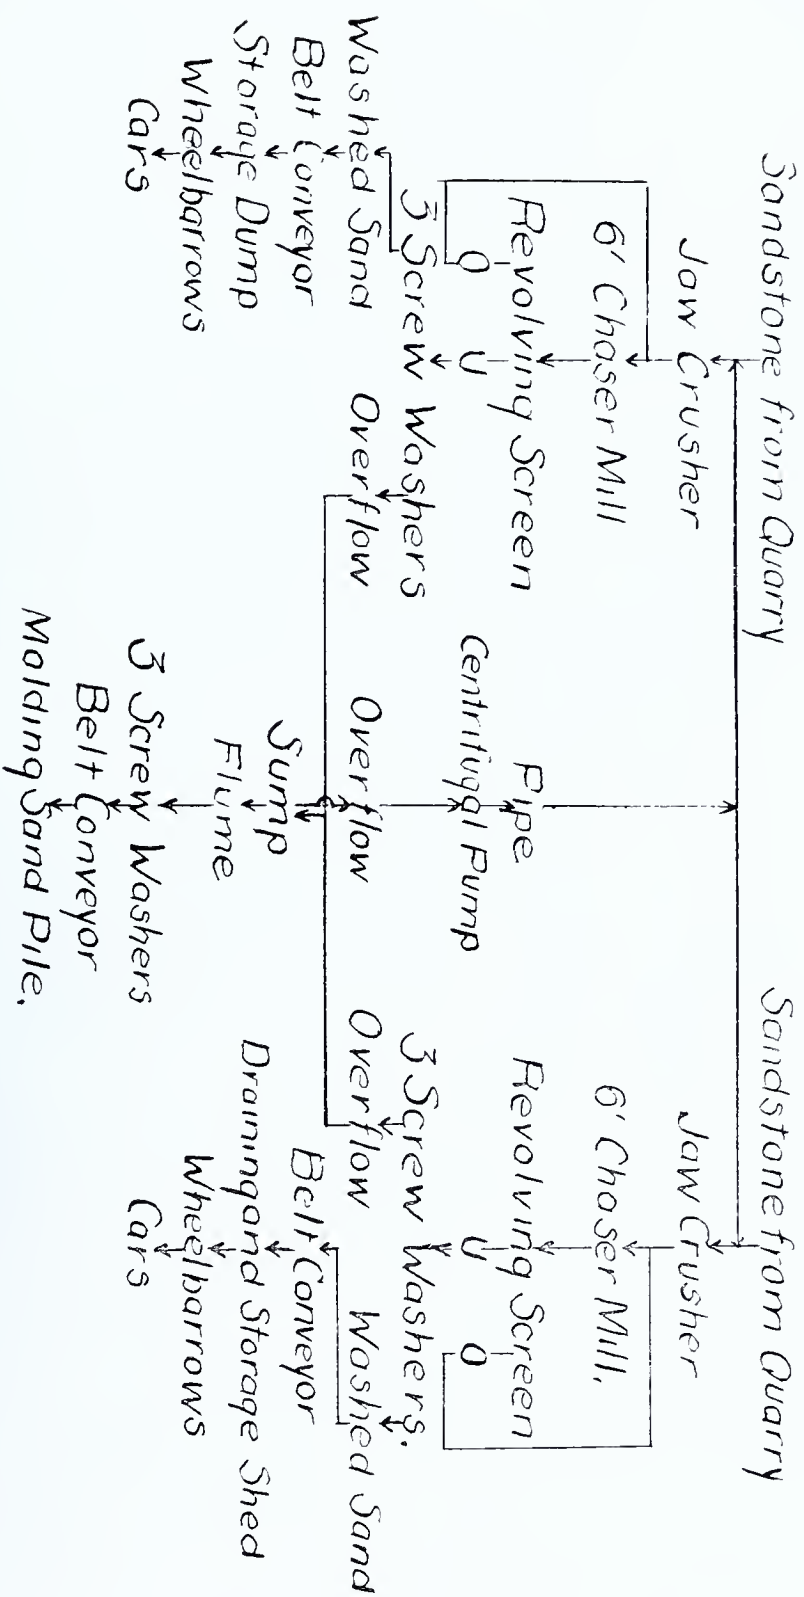 Sandstone from Quarry
Jaw Crusher
6' Chaser Mill
Revolving Screen
O U
3 Screw Washers
Washed Sand Overflow
Belt Conveyor
Storage Dump
Wheelbarrows
Cars
Pipe
Centrifugal Pump
Overflow
Sump
Flume
3 Screw Washers
Belt Conveyor
Molding Sand Pile.
Sandstone from Quarry
Jaw Crusher
6' Chaser Mill.
Revolving Screen
U O
3 Screw Washers.
Overflow Washed Sand
Belt Conveyor
Draining and Storage Shed
Wheelbarrows
Cars